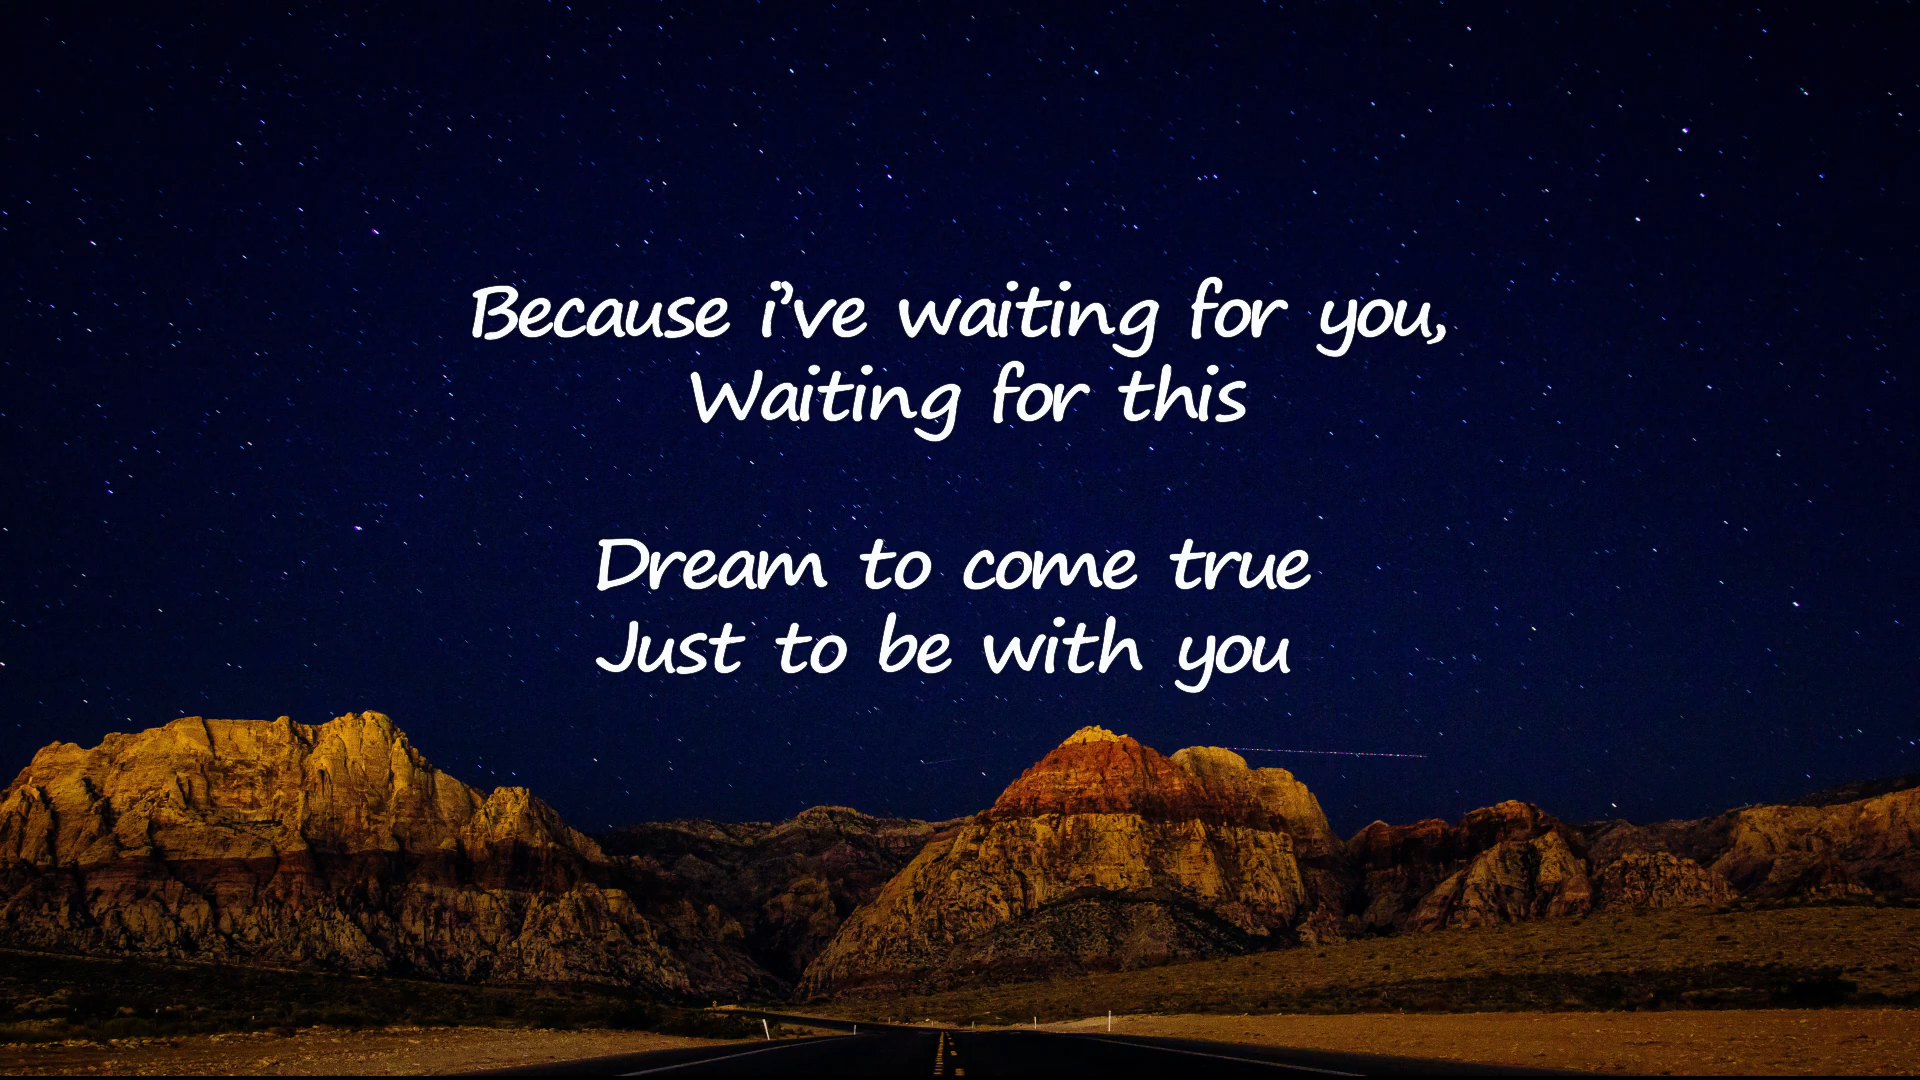 Because i’ve waiting for you,
Waiting for this
Dream to come true
Just to be with you